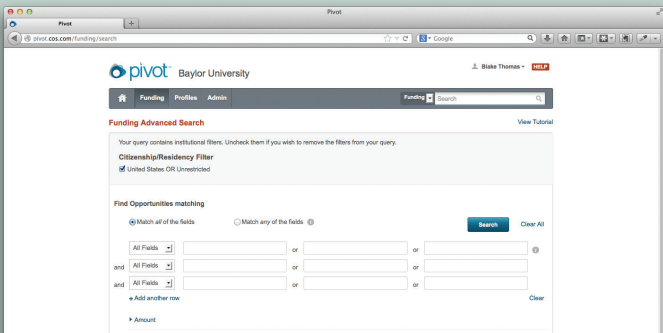 Pivot
Pivot
pivot.cos.com/funding/search
Google
pivot Baylor University
Blake Thomas HELP
Funding Profiles Admin
Funding Search
Funding Advanced Search
View Tutorial
Your query contains institutional filters. Uncheck them if you wish to remove the filters from your query.
Citizenship/Residency Filter
United States OR Unrestricted
Find Opportunities matching
Match all of the fields Match any of the fields
Search Clear All
All Fields or or
and All Fields or or
and All Fields or or
Add another row Clear
Amount